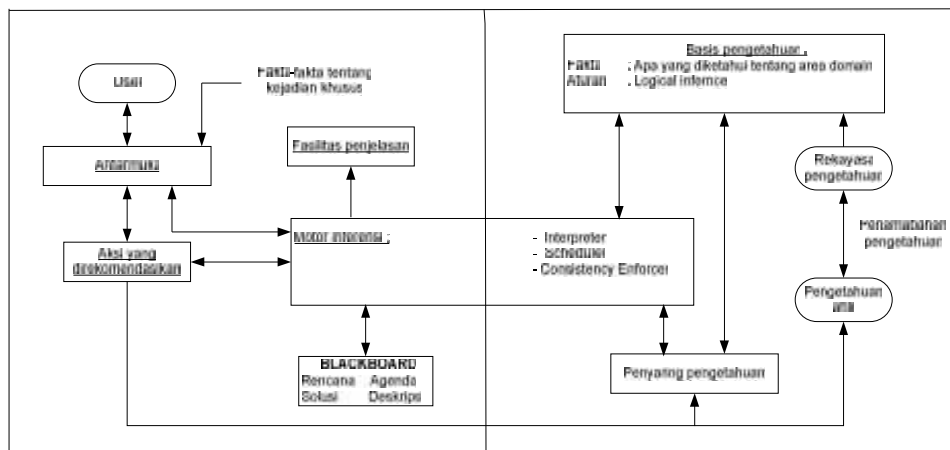 User
Fakta-fakta tentang
kejadian khusus
Antarmuka
Fasilitas penjelasan
Aksi yang
direkomendasikan
Motor inferensi :
- Interpreter
- Scheduler
- Consistency Enforcer
BLACKBOARD
Rencana Agenda
Solusi Deskripsi
Basis pengetahuan :
Fakta : Apa yang diketahui tentang area domain
Aturan : Logical infernce
Rekayasa
pengetahuan
Penambahan
pengetahuan
Pengetahuan
ahli
Penyaring pengetahuan